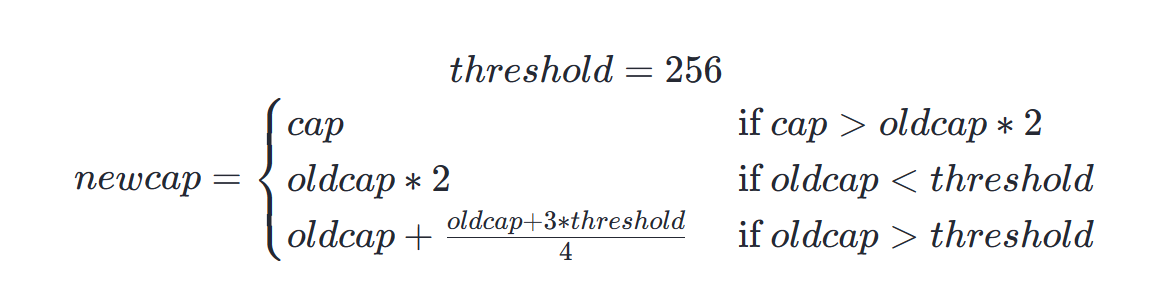 threshold = 256
newcap = { cap if cap > oldcap ∗ 2
oldcap ∗ 2 if oldcap < threshold
oldcap + \frac{oldcap+3∗threshold}{4} if oldcap > threshold